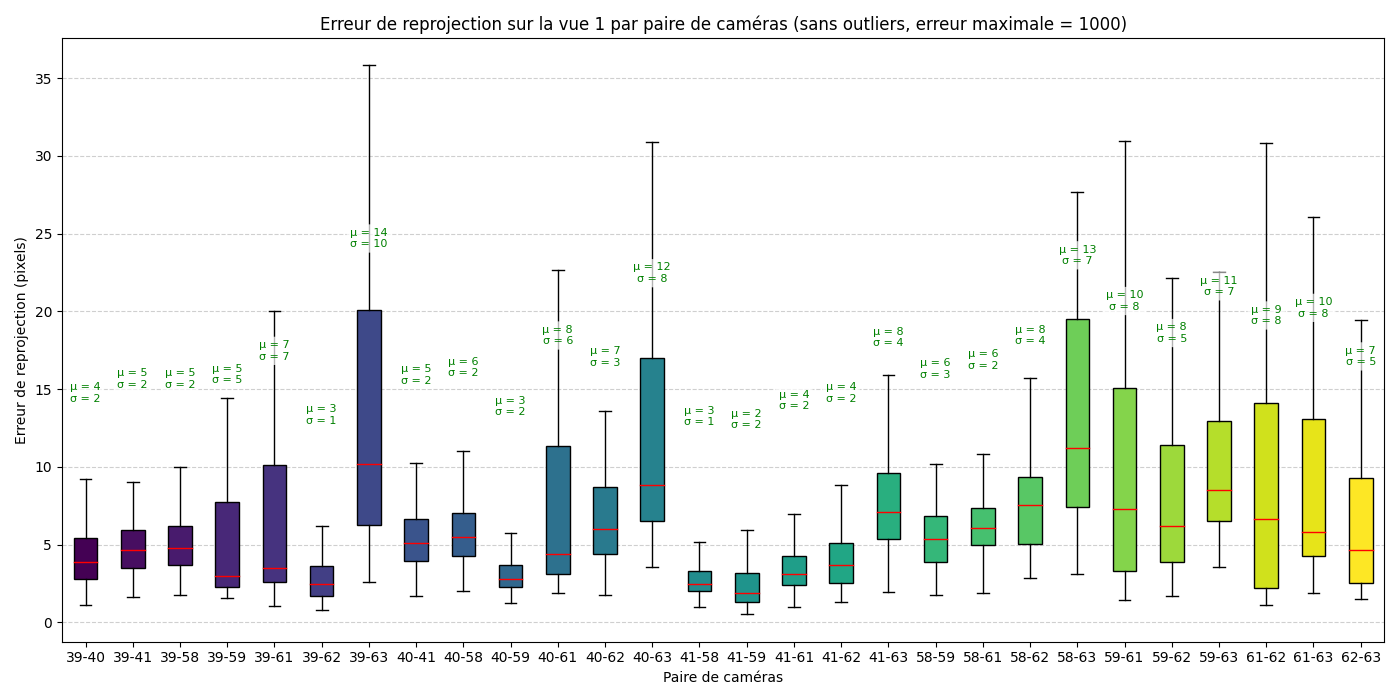 Erreur de reprojection sur la vue 1 par paire de caméras (sans outliers, erreur maximale = 1000)
Erreur de reprojection (pixels)
35
30
25
20
15
10
5
0
μ = 4
σ = 2
μ = 5
σ = 2
μ = 5
σ = 2
μ = 5
σ = 5
μ = 7
σ = 7
μ = 3
σ = 1
μ = 14
σ = 10
μ = 5
σ = 2
μ = 6
σ = 2
μ = 3
σ = 2
μ = 8
σ = 6
μ = 7
σ = 3
μ = 12
σ = 8
μ = 3
σ = 1
μ = 2
σ = 2
μ = 4
σ = 2
μ = 4
σ = 2
μ = 8
σ = 4
μ = 6
σ = 3
μ = 6
σ = 2
μ = 8
σ = 4
μ = 13
σ = 7
μ = 10
σ = 8
μ = 8
σ = 5
μ = 11
σ = 7
μ = 9
σ = 8
μ = 10
σ = 8
μ = 7
σ = 5
39-40 39-41 39-58 39-59 39-61 39-62 39-63 40-41 40-58 40-59 40-61 40-62 40-63 41-58 41-59 41-61 41-62 41-63 58-59 58-61 58-62 58-63 59-61 59-62 59-63 61-62 61-63 62-63
Paire de caméras